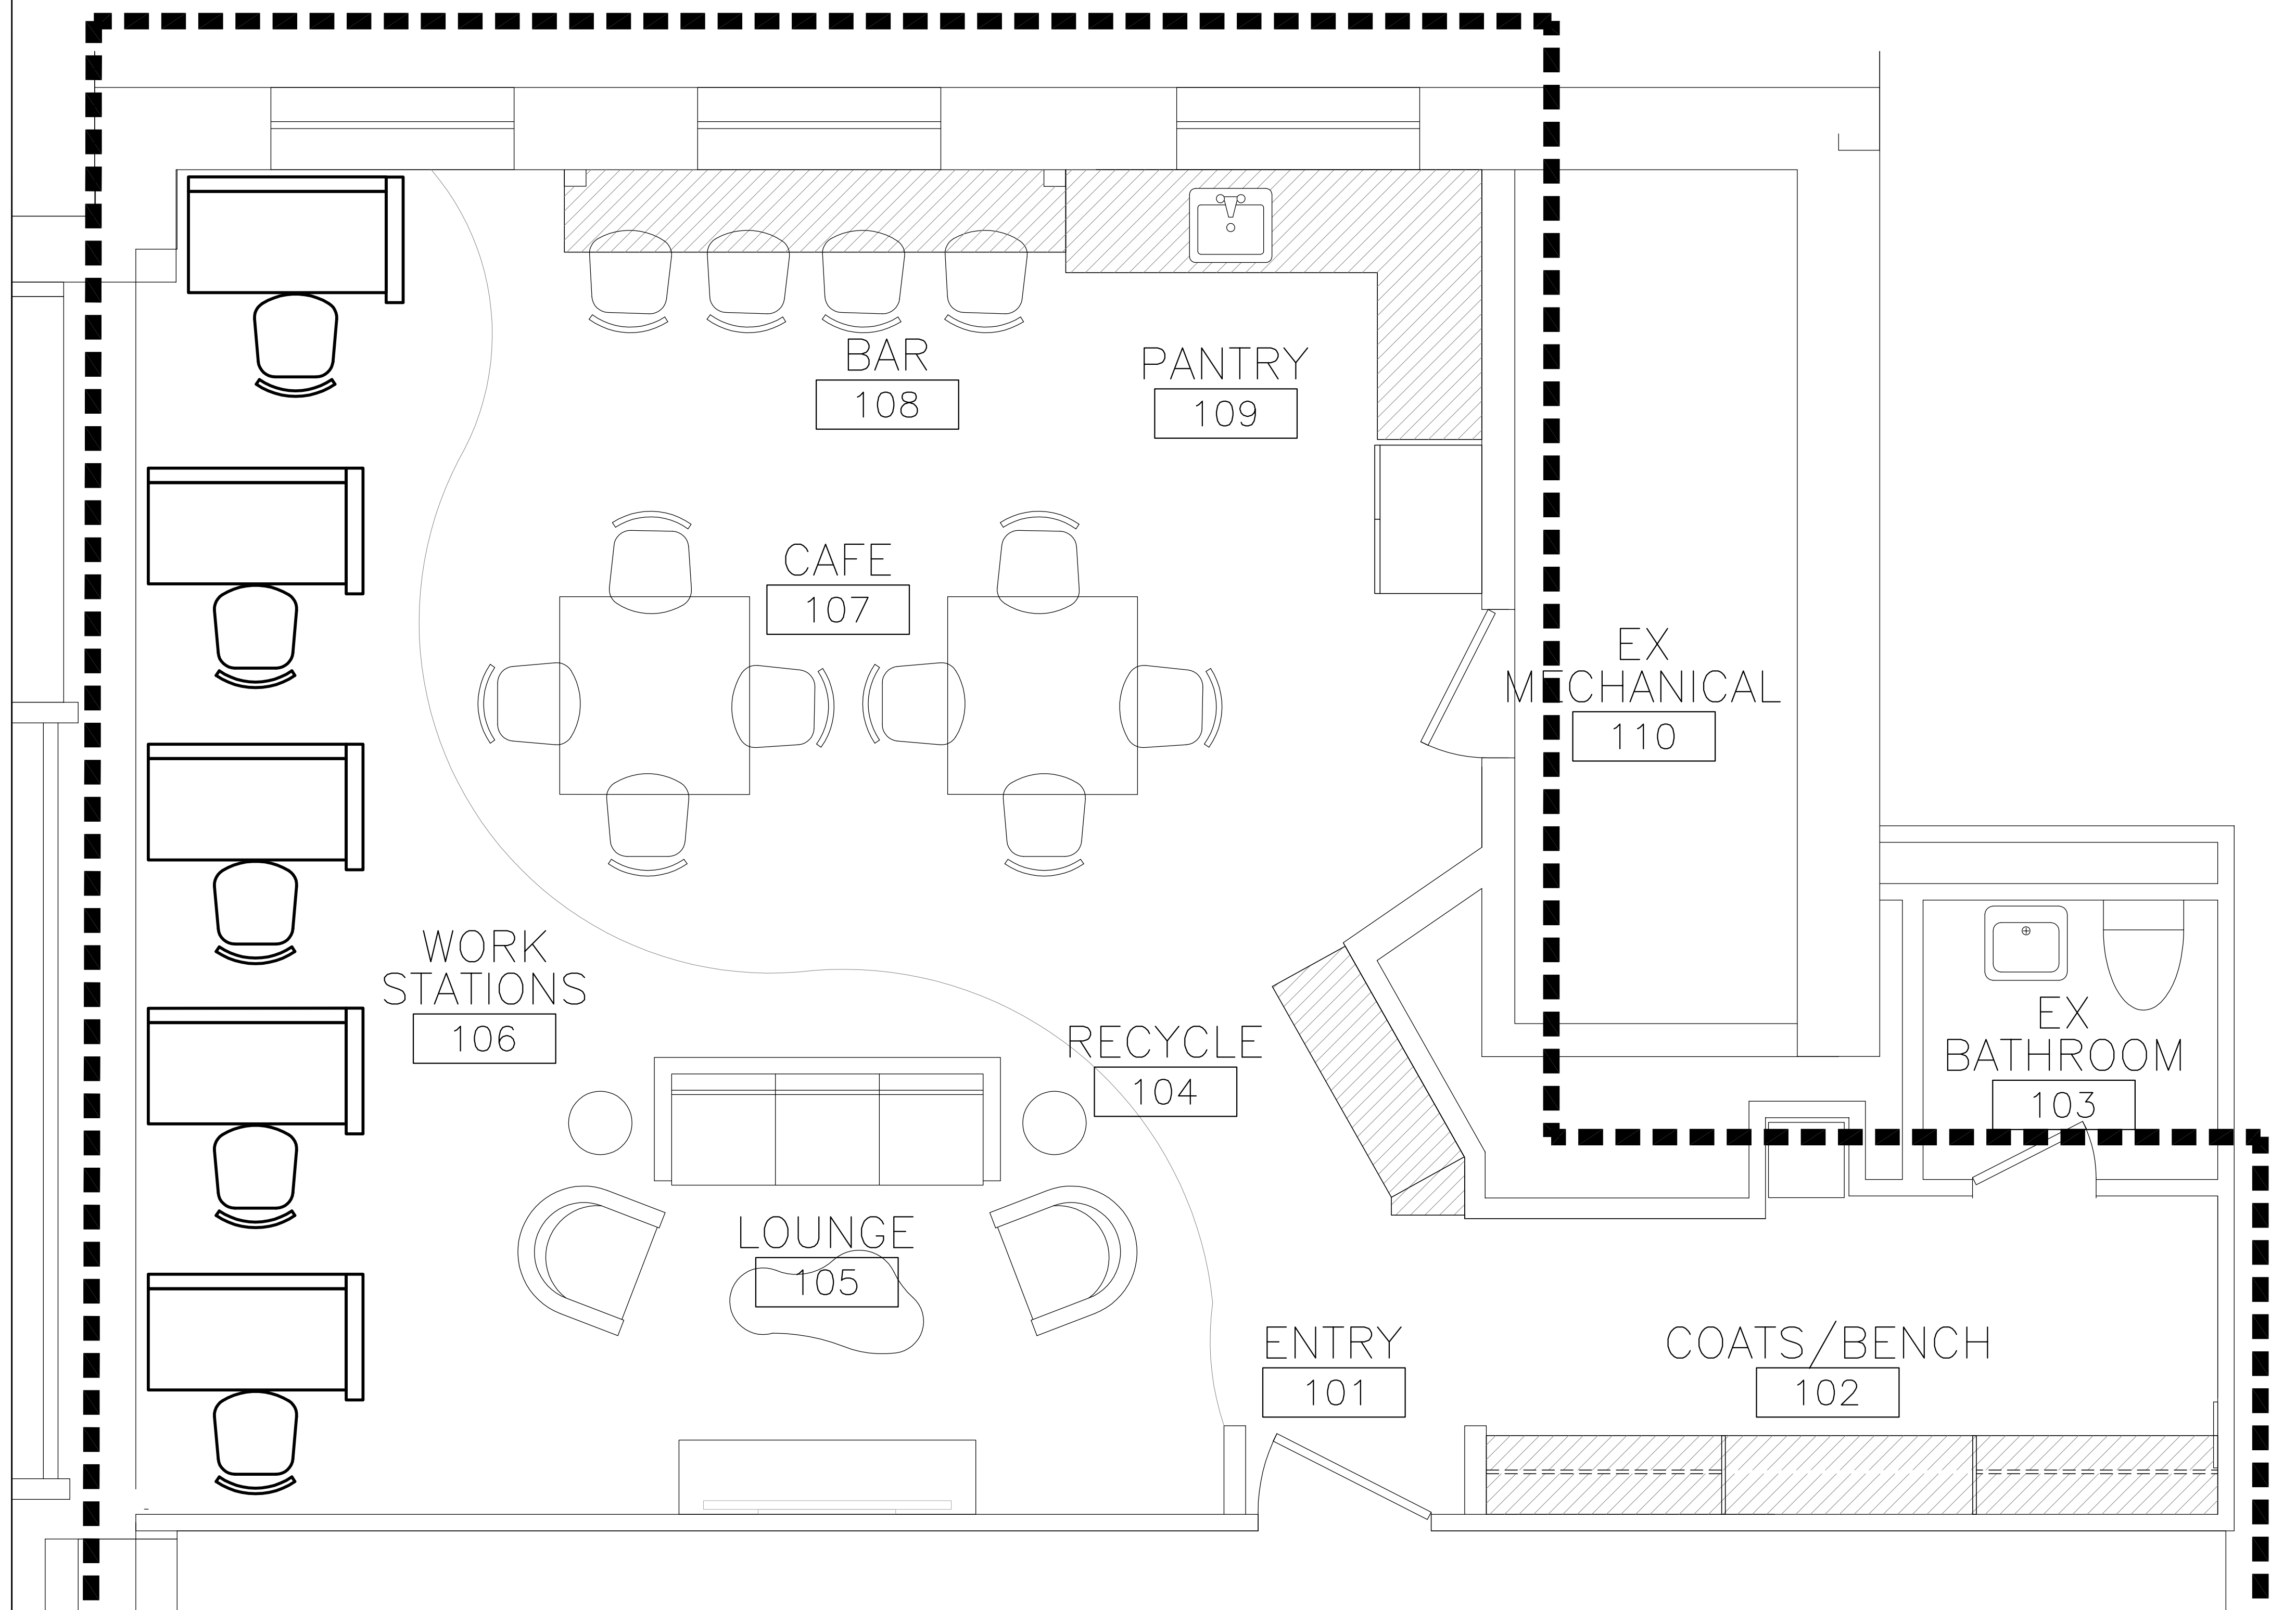 BAR
108
PANTRY
109
CAFE
107
EX
MECHANICAL
110
WORK
STATIONS
106
RECYCLE
104
EX
BATHROOM
103
LOUNGE
105
ENTRY
101
COATS/BENCH
102